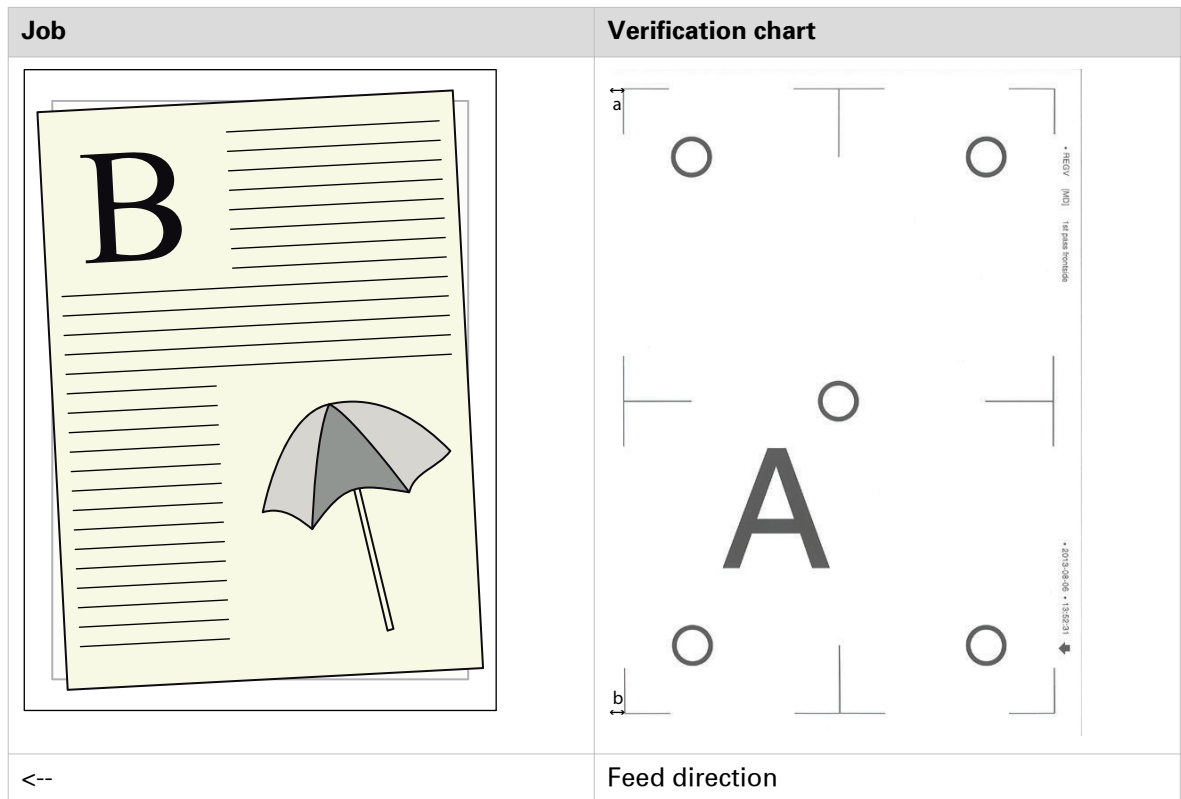 Job
Verification chart
B
a
• REGV [MD] 1st pass frontside
A
• 2013-08-06 • 13:52:31
b
<--
Feed direction